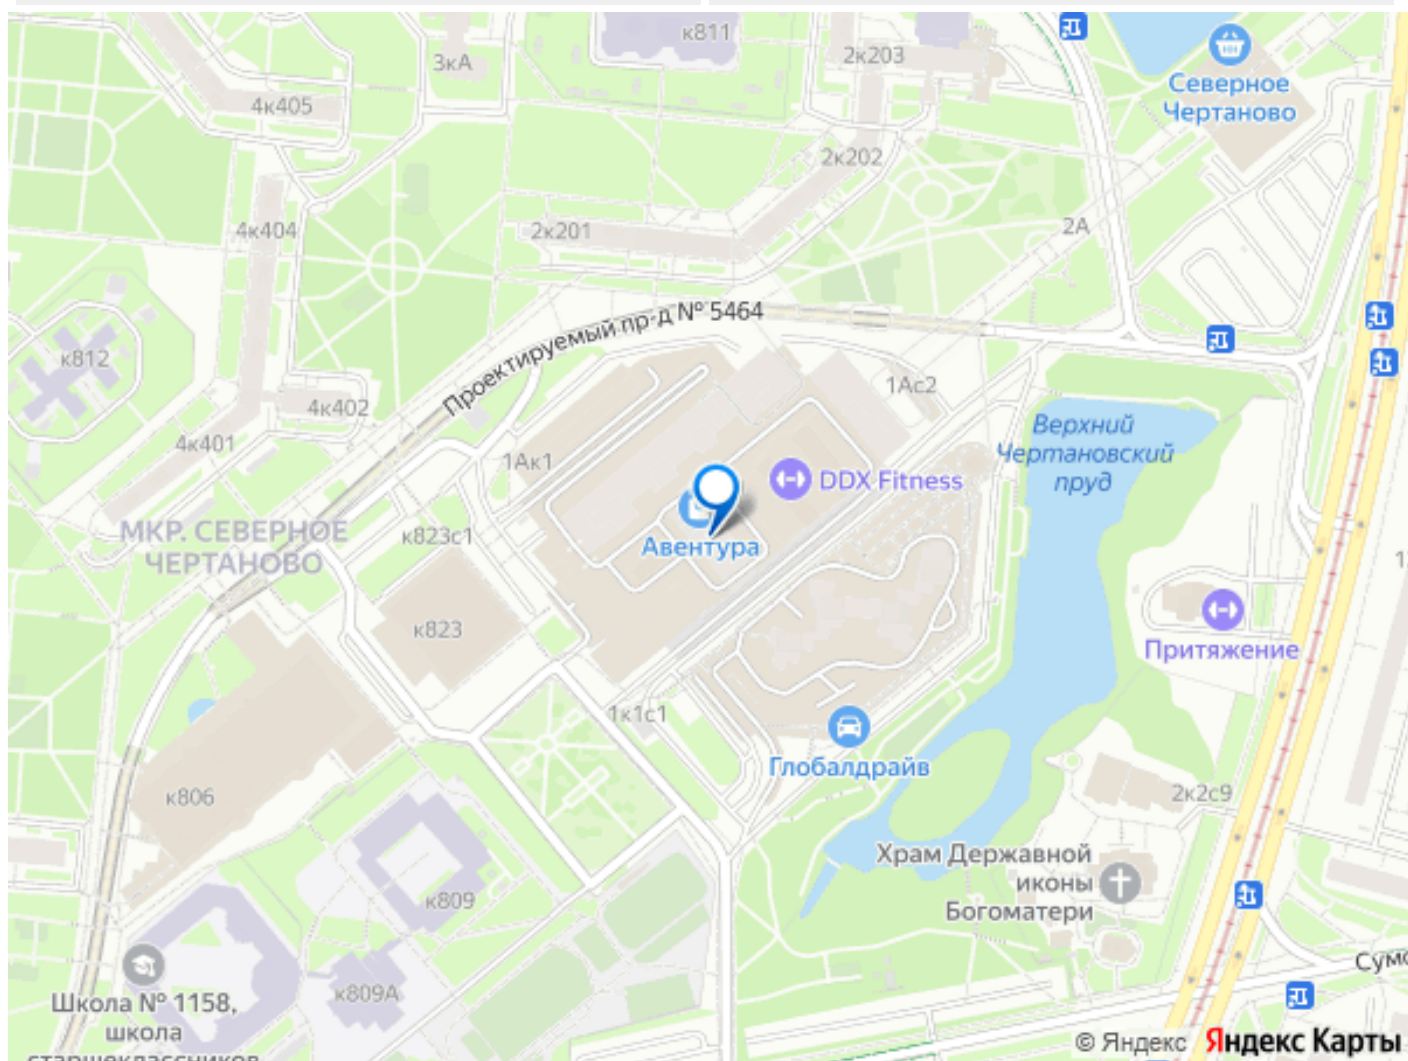 к811
2к203
3кА
Северное
Чертаново
4к405
2к202
2А
4к404
2к201
Проектируемый пр-д № 5464
к812
1Ас2
4к402
Верхний
Чертановский
пруд
4к401
1Ак1
DDX Fitness
МКР. СЕВЕРНОЕ
ЧЕРТАНОВО
к823с1
Авентура
к823
Притяжение
1к1с1
Глобалдрайв
к806
2к2с9
Храм Державной
иконы
Богоматери
к809
Сумс
к809А
Школа № 1158,
школа
старшеклассников
© Яндекс Яндекс Карты